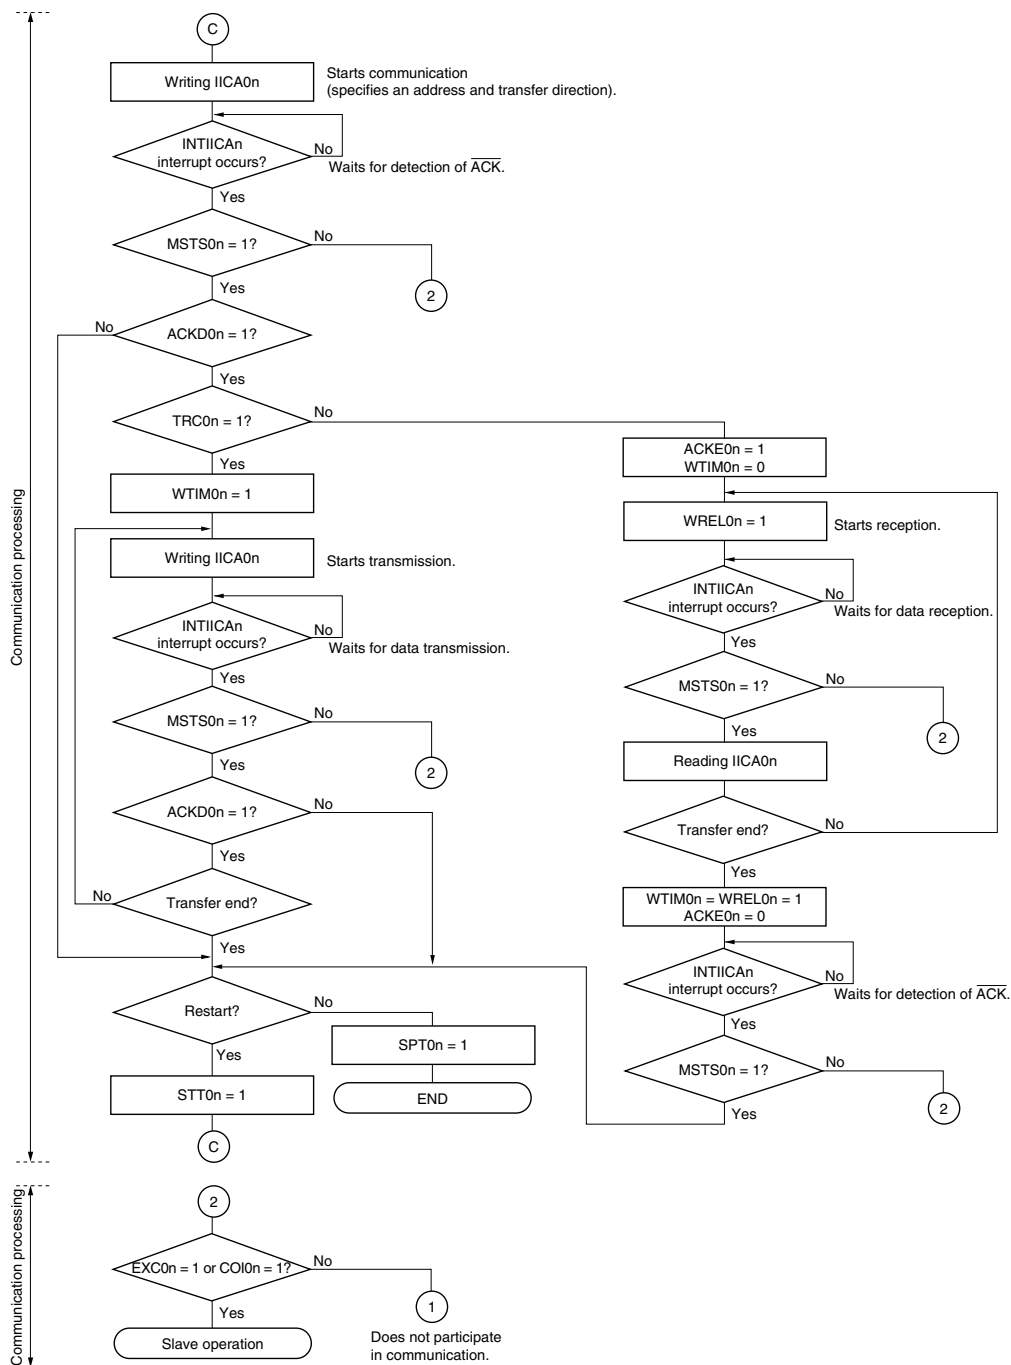 C
Writing IICA0n
Starts communication
(specifies an address and transfer direction).
INTIICAn
interrupt occurs?
No
Waits for detection of ACK.
Yes
MSTS0n = 1?
No
2
Yes
ACKD0n = 1?
No
Yes
TRC0n = 1?
No
Yes
WTIM0n = 1
Writing IICA0n
Starts transmission.
INTIICAn
interrupt occurs?
No
Waits for data transmission.
Yes
MSTS0n = 1?
No
2
Yes
ACKD0n = 1?
No
Yes
Transfer end?
No
Yes
Restart?
No
SPT0n = 1
END
Yes
STT0n = 1
C
ACKE0n = 1
WTIM0n = 0
WREL0n = 1
Starts reception.
INTIICAn
interrupt occurs?
No
Waits for data reception.
Yes
MSTS0n = 1?
No
2
Yes
Reading IICA0n
Transfer end?
No
Yes
WTIM0n = WREL0n = 1
ACKE0n = 0
INTIICAn
interrupt occurs?
No
Waits for detection of ACK.
Yes
MSTS0n = 1?
No
2
Yes
Communication processing
2
EXC0n = 1 or COI0n = 1?
No
1
Does not participate
in communication.
Yes
Slave operation
Communication processing